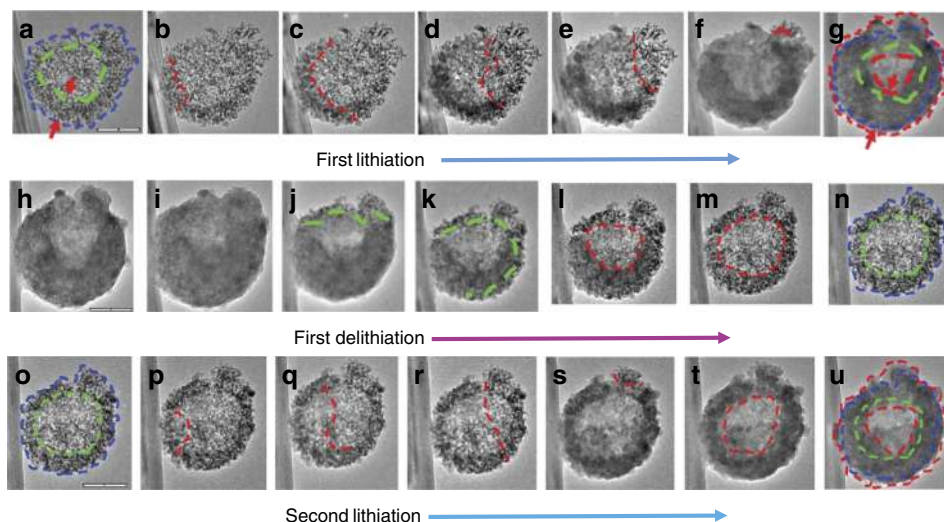 a b c d e f g
First lithiation
h i j k l m n
First delithiation
o p q r s t u
Second lithiation